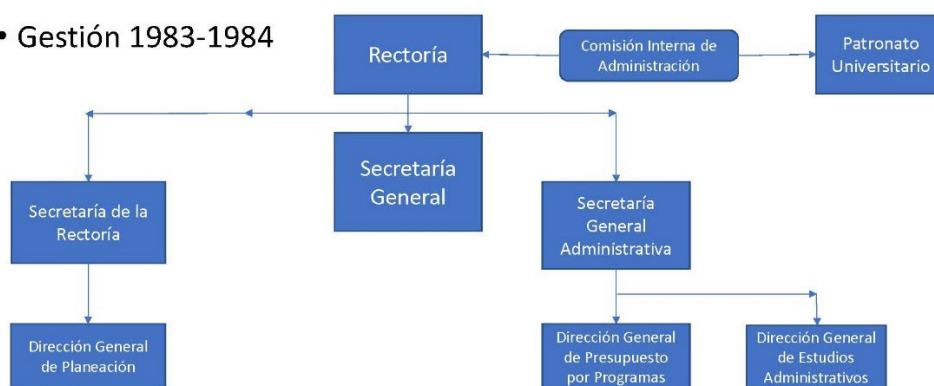 • Gestión 1983-1984
Rectoría
Comisión Interna de
Administración
Patronato
Universitario
Secretaría
General
Secretaría de la
Rectoría
Secretaría
General
Administrativa
Dirección General
de Planeación
Dirección General
de Presupuesto
por Programas
Dirección General
de Estudios
Administrativos